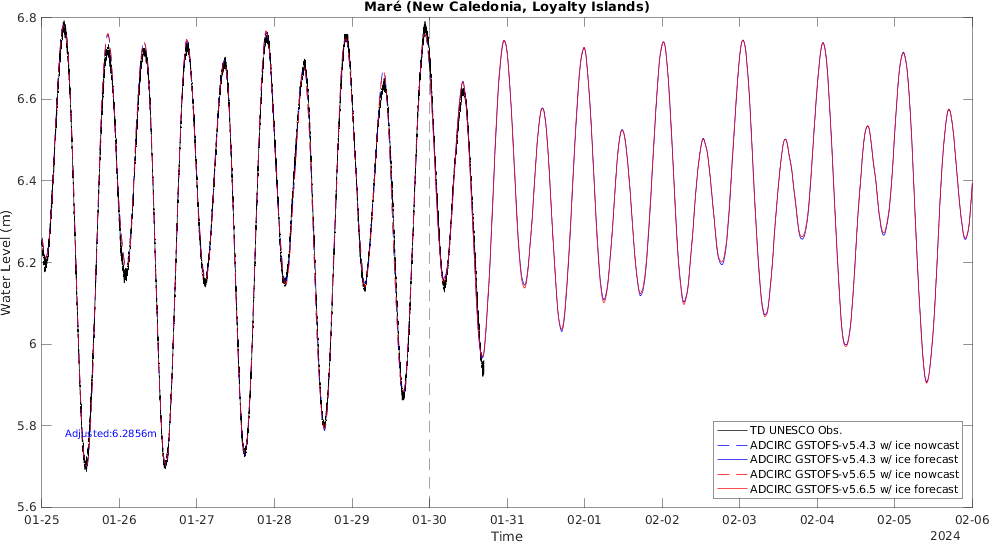 Maré (New Caledonia, Loyalty Islands)
6.8
6.6
6.4
6.2
6
5.8
5.6
Water Level (m)
Adjusted:6.2856m
TD UNESCO Obs.
ADCIRC GSTOFS-v5.4.3 w/ ice nowcast
ADCIRC GSTOFS-v5.4.3 w/ ice forecast
ADCIRC GSTOFS-v5.6.5 w/ ice nowcast
ADCIRC GSTOFS-v5.6.5 w/ ice forecast
01-25 01-26 01-27 01-28 01-29 01-30 01-31 02-01 02-02 02-03 02-04 02-05 02-06
Time
2024